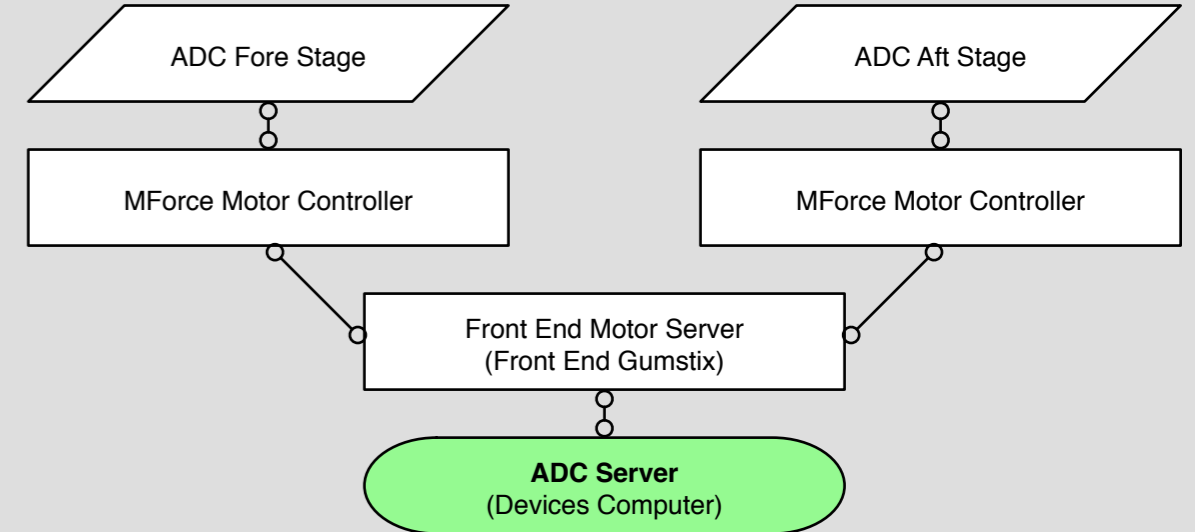 ADC Fore Stage
ADC Aft Stage
MForce Motor Controller
MForce Motor Controller
Front End Motor Server
(Front End Gumstix)
ADC Server
(Devices Computer)